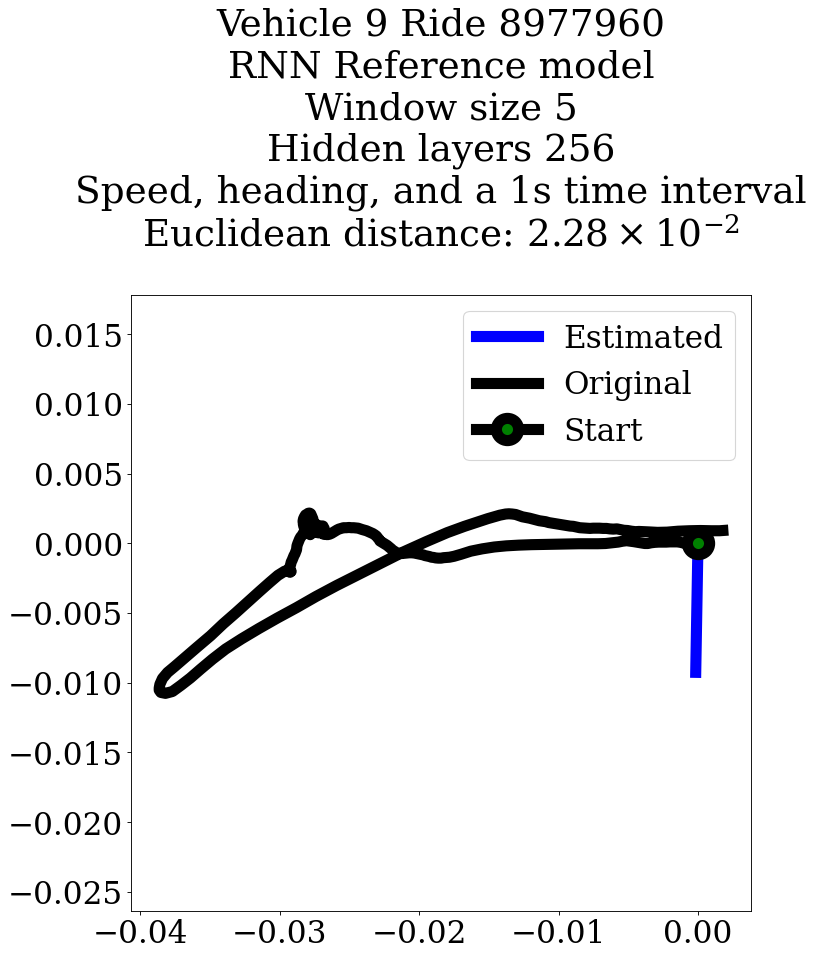 Vehicle 9 Ride 8977960
RNN Reference model
Window size 5
Hidden layers 256
Speed, heading, and a 1s time interval
Euclidean distance: 2.28 × 10⁻²
Estimated
Original
Start
0.015
0.010
0.005
0.000
−0.005
−0.010
−0.015
−0.020
−0.025
−0.04 −0.03 −0.02 −0.01 0.00